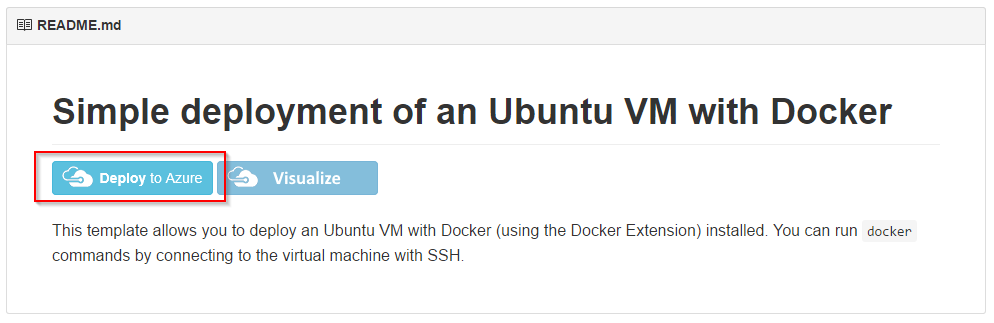 README.md
Simple deployment of an Ubuntu VM with Docker
Deploy to Azure Visualize
This template allows you to deploy an Ubuntu VM with Docker (using the Docker Extension) installed. You can run docker
commands by connecting to the virtual machine with SSH.